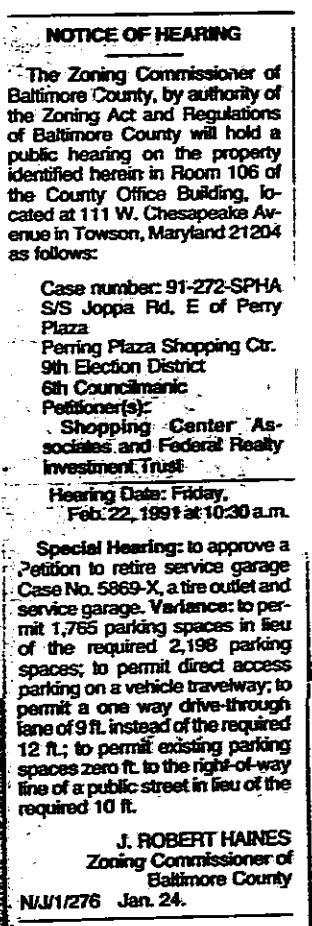 NOTICE OF HEARING
The Zoning Commissioner of
Baltimore County, by authority of
the Zoning Act and Regulations
of Baltimore County will hold a
public hearing on the property
identified herein in Room 106 of
the County Office Building, lo-
cated at 111 W. Chesapeake Av-
enue in Towson, Maryland 21204
as follows:
Case number: 91-272-SPHA
S/S Joppa Rd, E of Perry
Plaza
Perring Plaza Shopping Ctr.
9th Election District
6th Councilmanic
Petitioner(s):
Shopping Center As-
sociates and Federal Realty
Investment Trust
Hearing Date: Friday,
Feb. 22, 1991 at 10:30 a.m.
Special Hearing: to approve a
Petition to retire service garage
Case No. 5869-X, a tire outlet and
service garage. Variance: to per-
mit 1,765 parking spaces in lieu
of the required 2,198 parking
spaces; to permit direct access
parking on a vehicle travelway; to
permit a one way drive-through
lane of 9 ft. instead of the required
12 ft.; to permit existing parking
spaces zero ft. to the right-of-way
line of a public street in lieu of the
required 10 ft.
J. ROBERT HAINES
Zoning Commissioner of
Baltimore County
N/J/1/276 Jan. 24.